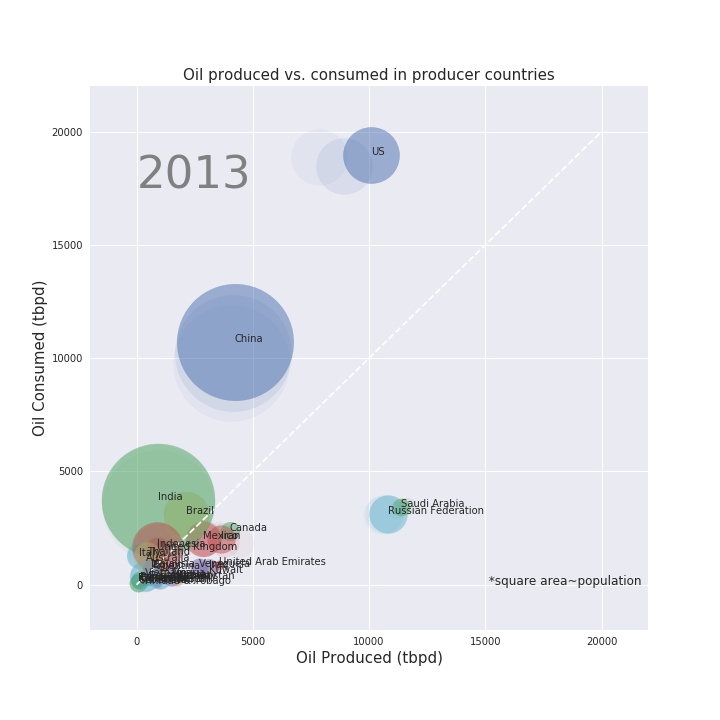 Oil produced vs. consumed in producer countries
2013
US
China
India
Brazil
Saudi Arabia
Russian Federation
Canada
Mexico
Iran
Indonesia
United Kingdom
Thailand
Italy
Australia
United Arab Emirates
Kuwait
*square area~population
20000
15000
10000
5000
0
Oil Consumed (tbpd)
0
5000
10000
15000
20000
Oil Produced (tbpd)